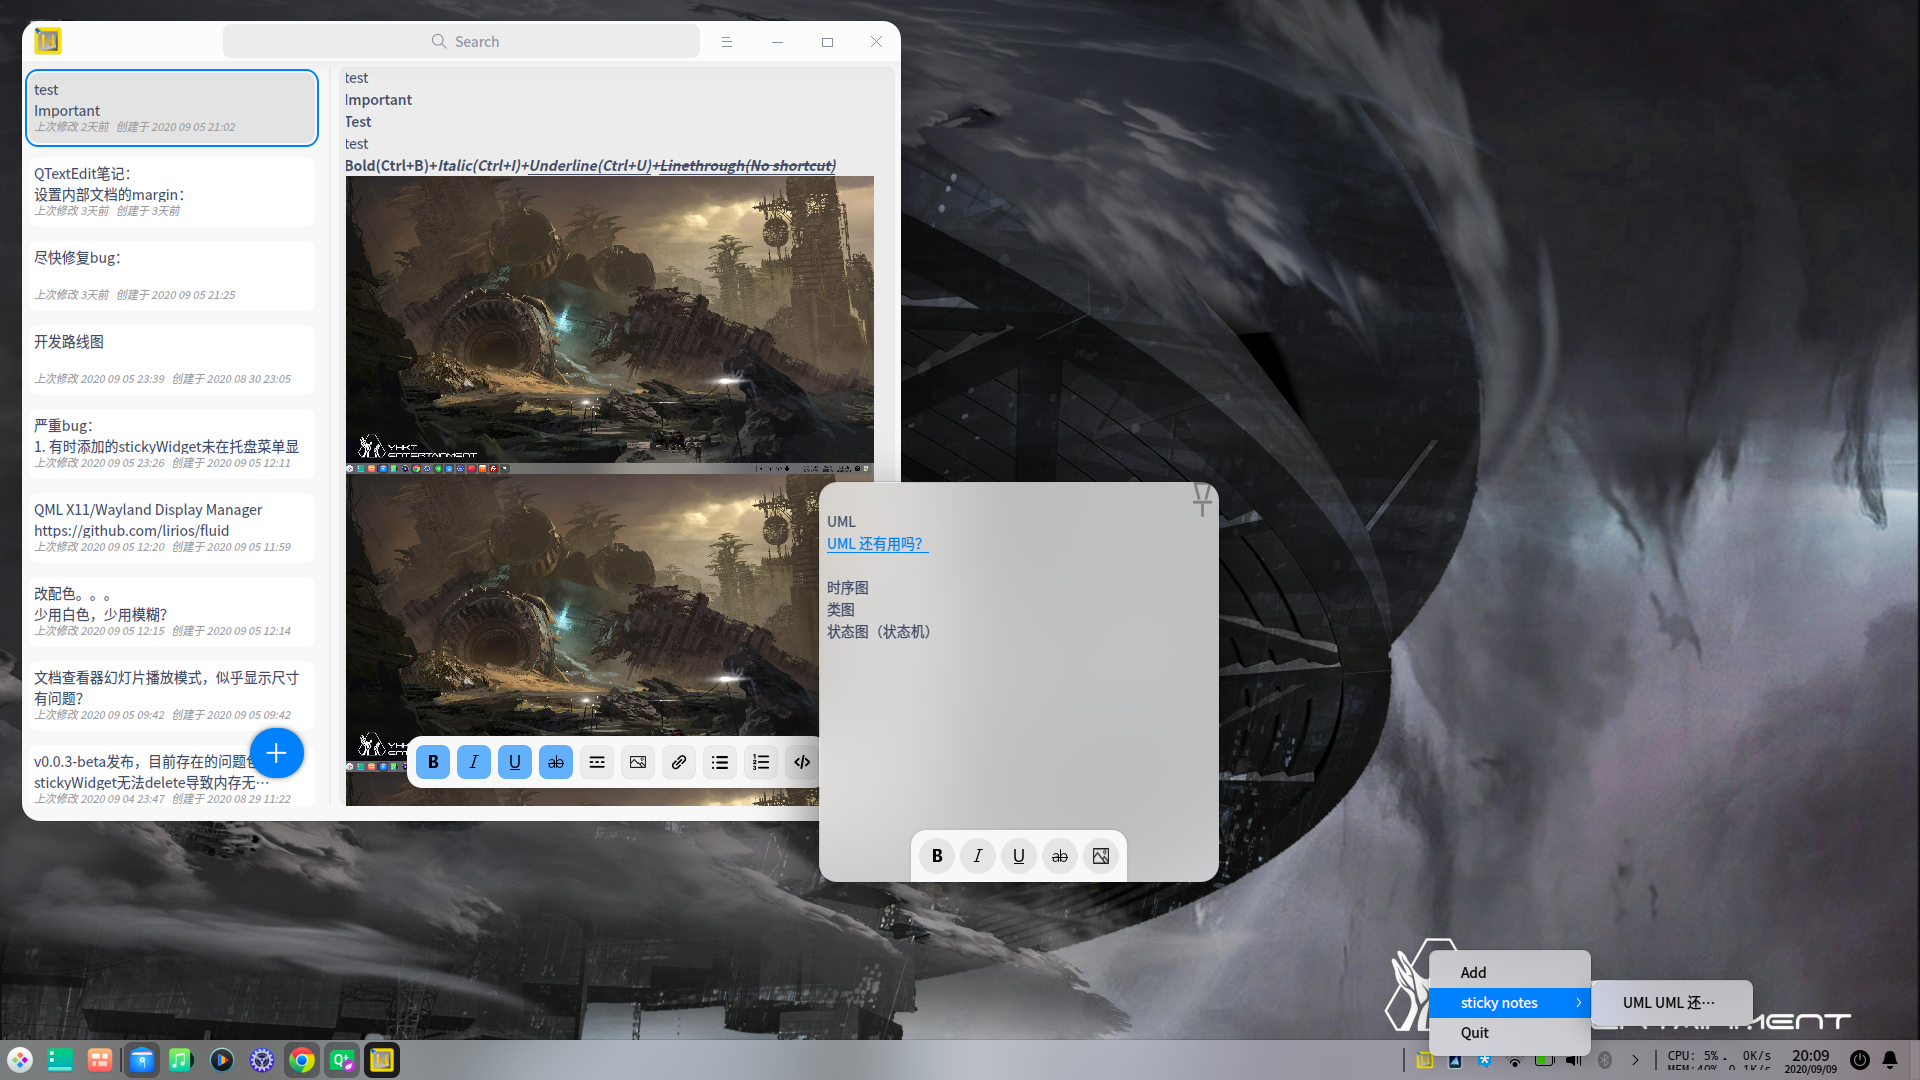 Search
test
Important
上次修改 2天前 创建于 2020 09 05 21:02
QTextEdit笔记：
设置内部文档的margin：
上次修改 3天前 创建于 3天前
尽快修复bug：
上次修改 3天前 创建于 2020 09 05 21:25
开发路线图
上次修改 2020 09 05 23:39 创建于 2020 08 30 23:05
严重bug：
1. 有时添加的stickyWidget未在托盘菜单显
上次修改 2020 09 05 23:26 创建于 2020 09 05 12:11
QML X11/Wayland Display Manager
https://github.com/lirios/fluid
上次修改 2020 09 05 12:20 创建于 2020 09 05 11:59
改配色。。。
少用白色，少用模糊？
上次修改 2020 09 05 12:15 创建于 2020 09 05 12:14
文档查看器幻灯片播放模式，似乎显示尺寸
有问题？
上次修改 2020 09 05 09:42 创建于 2020 09 05 09:42
v0.0.3-beta发布，目前存在的问题
stickyWidget无法delete导致内存无…
上次修改 2020 09 04 23:47 创建于 2020 08 29 11:22
test
Important
Test
test
Bold(Ctrl+B)+Italic(Ctrl+I)+Underline(Ctrl+U)+Linethrough(No shortcut)
YHKT
ENTERTAINMENT
B I U ab
UML
UML 还有用吗？
时序图
类图
状态图（状态机）
B I U ab
Add
sticky notes
Quit
UML UML 还…
CPU: 5% . 0K/s
MEM:40% 0.1K/s
20:09
2020/09/09